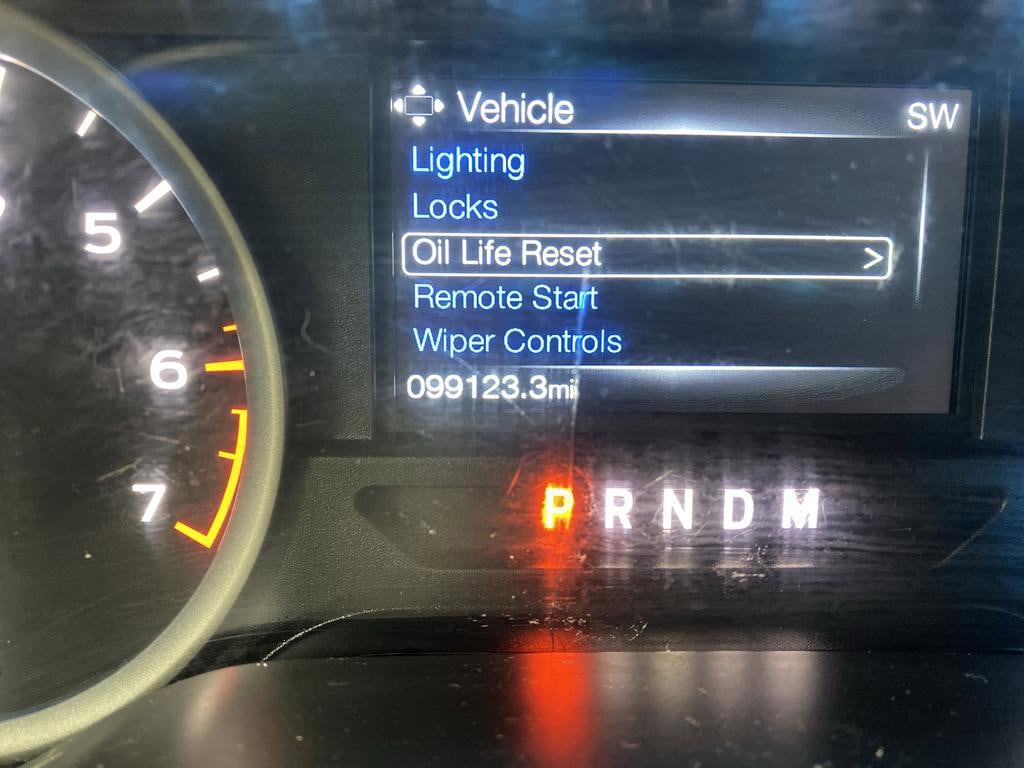 Vehicle SW
Lighting
Locks
Oil Life Reset >
Remote Start
Wiper Controls
099123.3mi
5
6
7
P R N D M